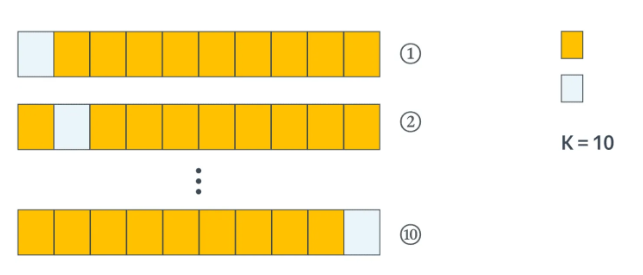 ①
②
⑩
K = 10